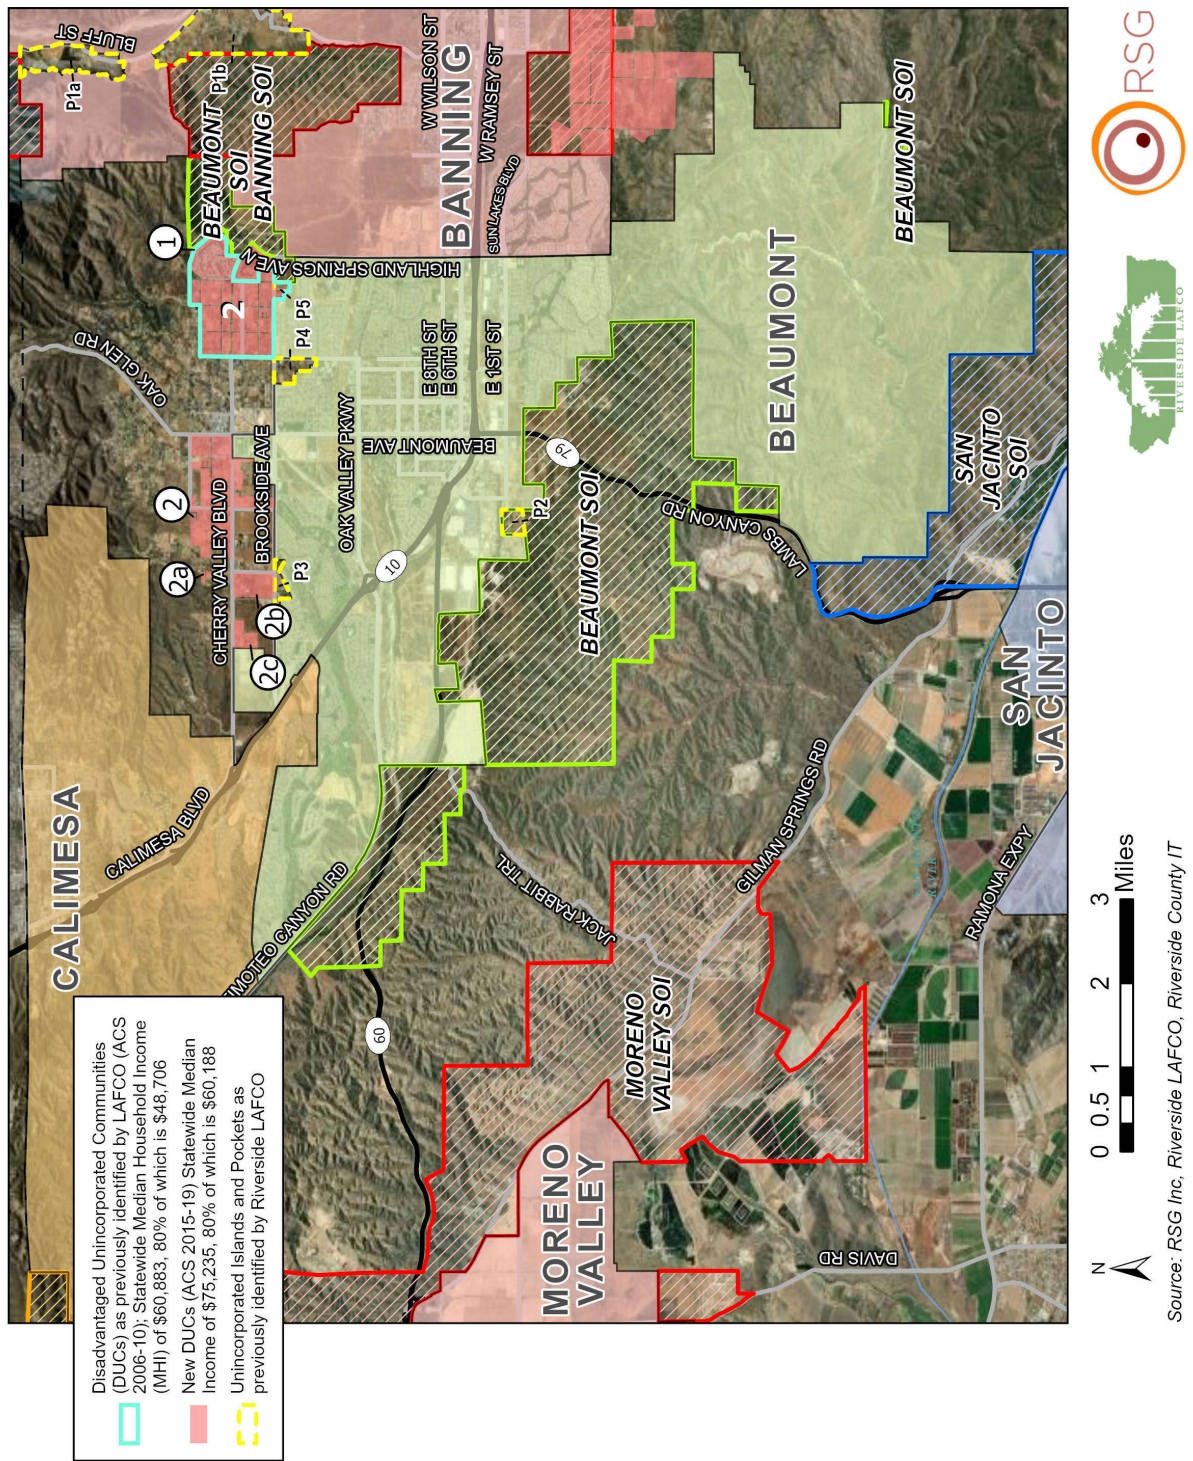 Disadvantaged Unincorporated Communities
(DUCs) as previously identified by LAFCO (ACS
2006-10); Statewide Median Household Income
(MHI) of $60,883, 80% of which is $48,706
New DUCs (ACS 2015-19) Statewide Median
Income of $75,235, 80% of which is $60,188
Unincorporated Islands and Pockets as
previously identified by Riverside LAFCO
CALIMESA
CALIMESA BLVD
CHERRY VALLEY BLVD
BROOKSIDE AVE
OAK GLEN RD
BLUFF ST
P1a
P1b
1
2
2
2a
2b
2c
P3
P4
P5
P2
BEAUMONT
SOI
BANNING SOI
HIGHLAND SPRINGS AVE N
BANNING
W WILSON ST
W RAMSEY ST
SUN LAKES BLVD
OAK VALLEY PKWY
BEAUMONT AVE
E 8TH ST
E 6TH ST
E 1ST ST
10
79
60
TIMOTEO CANYON RD
JACK RABBIT TRL
BEAUMONT SOI
LAMBS CANYON RD
BEAUMONT
BEAUMONT SOI
SAN
JACINTO
SOI
SAN
JACINTO
GILMAN SPRINGS RD
MORENO
VALLEY SOI
MORENO
VALLEY
DAVIS RD
RAMONA EXPY
RIVER
N
0 0.5 1 2 3
Miles
Source: RSG Inc, Riverside LAFCO, Riverside County IT
RIVERSIDE LAFCO
RSG